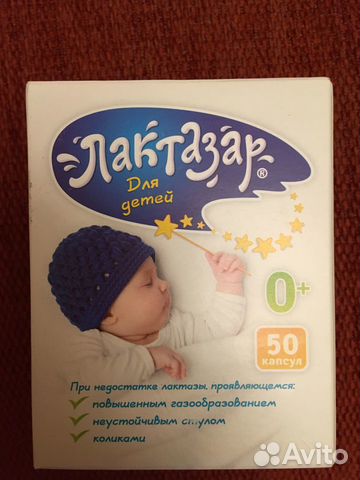 Лактазар®
Для
детей
0+
50
капсул
При недостатке лактазы, проявляющемся:
повышенным газообразованием
неустойчивым стулом
коликами
Avito